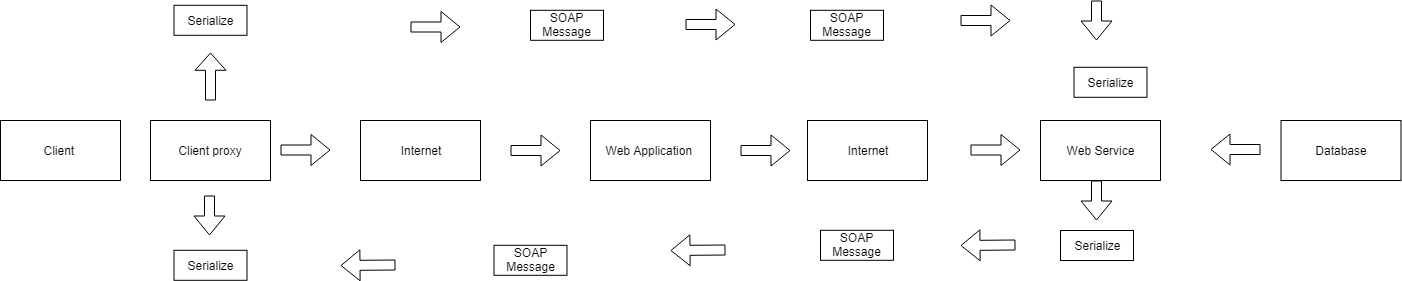 Serialize
SOAP
Message
SOAP
Message
Serialize
Client
Client proxy
Internet
Web Application
Internet
Web Service
Database
Serialize
SOAP
Message
SOAP
Message
Serialize